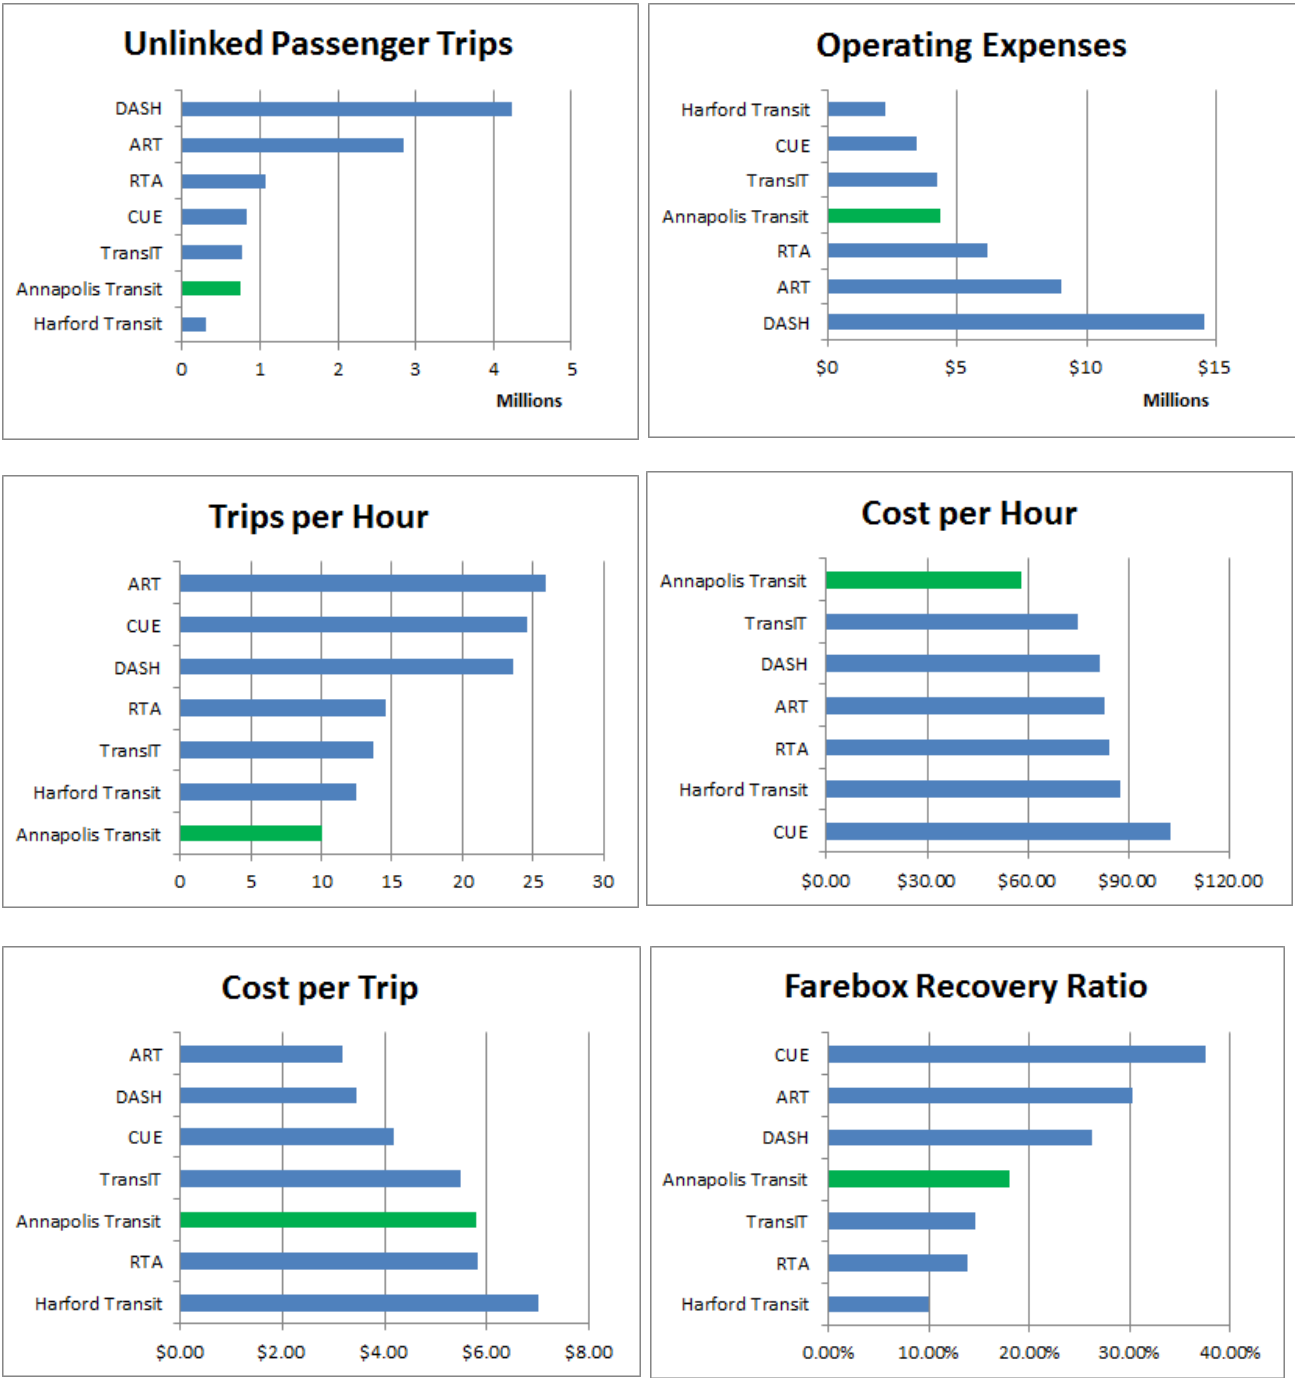 Unlinked Passenger Trips
DASH
ART
RTA
CUE
TransIT
Annapolis Transit
Harford Transit
0 1 2 3 4 5
Millions
Operating Expenses
Harford Transit
CUE
TransIT
Annapolis Transit
RTA
ART
DASH
$0 $5 $10 $15
Millions
Trips per Hour
ART
CUE
DASH
RTA
TransIT
Harford Transit
Annapolis Transit
0 5 10 15 20 25 30
Cost per Hour
Annapolis Transit
TransIT
DASH
ART
RTA
Harford Transit
CUE
$0.00 $30.00 $60.00 $90.00 $120.00
Cost per Trip
ART
DASH
CUE
TransIT
Annapolis Transit
RTA
Harford Transit
$0.00 $2.00 $4.00 $6.00 $8.00
Farebox Recovery Ratio
CUE
ART
DASH
Annapolis Transit
TransIT
RTA
Harford Transit
0.00% 10.00% 20.00% 30.00% 40.00%